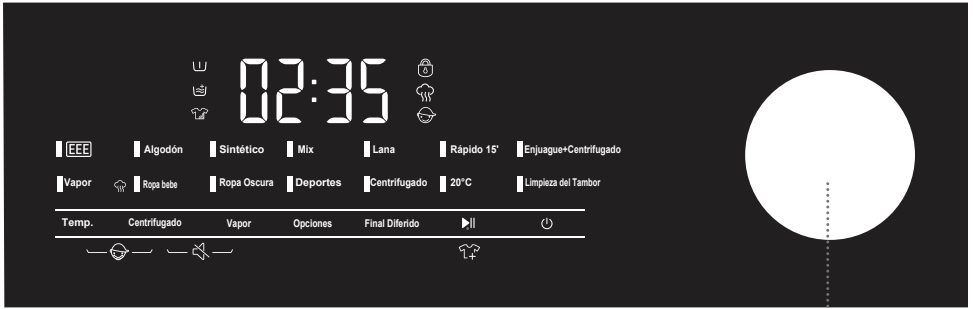 02:35
EEE Algodón Sintético Mix Lana Rápido 15' Enjuague+Centrifugado
Vapor Ropa bebe Ropa Oscura Deportes Centrifugado 20°C Limpieza del Tambor
Temp. Centrifugado Vapor Opciones Final Diferido